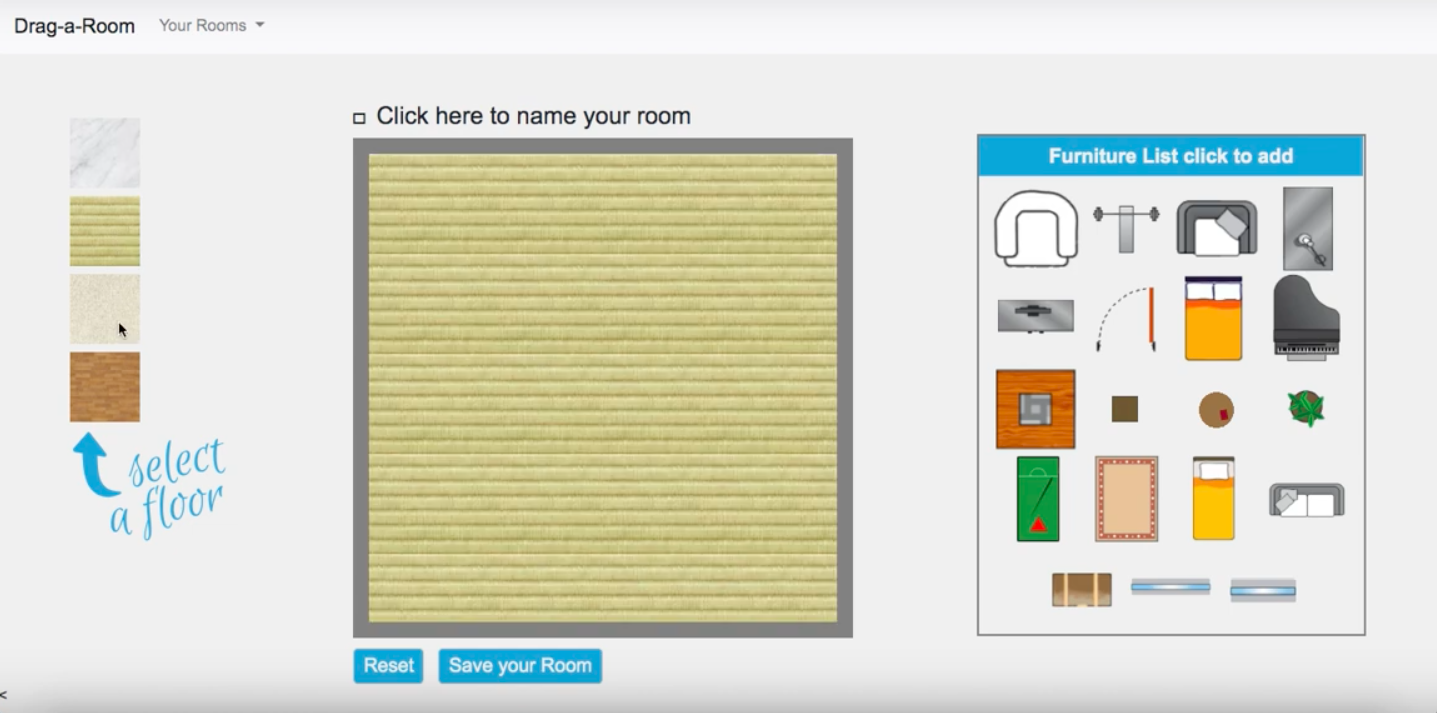 Drag-a-Room
Your Rooms
Click here to name your room
Furniture List click to add
select
a floor
Reset
Save your Room
<